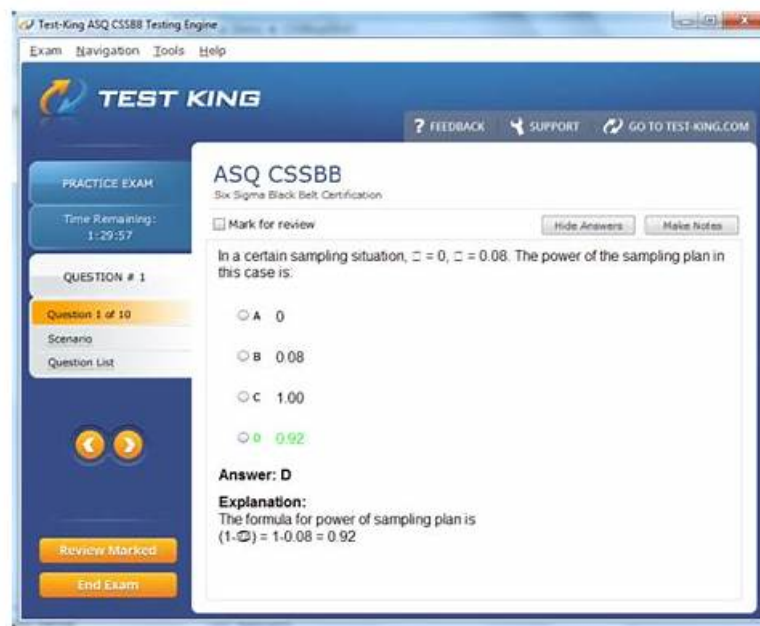 Test-King ASQ CSSBB Testing Engine
Exam Navigation Tools Help
TEST KING
? FEEDBACK SUPPORT GO TO TEST-KING.COM
PRACTICE EXAM
Time Remaining:
1:29:57
QUESTION # 1
Question 1 of 10
Scenario
Question List
Review Marked
End Exam
ASQ CSSBB
Six Sigma Black Belt Certification
Mark for review
Hide Answers Make Notes
In a certain sampling situation, □ = 0, □ = 0.08. The power of the sampling plan in
this case is:
A 0
B 0.08
C 1.00
D 0.92
Answer: D
Explanation:
The formula for power of sampling plan is
(1-□) = 1-0.08 = 0.92